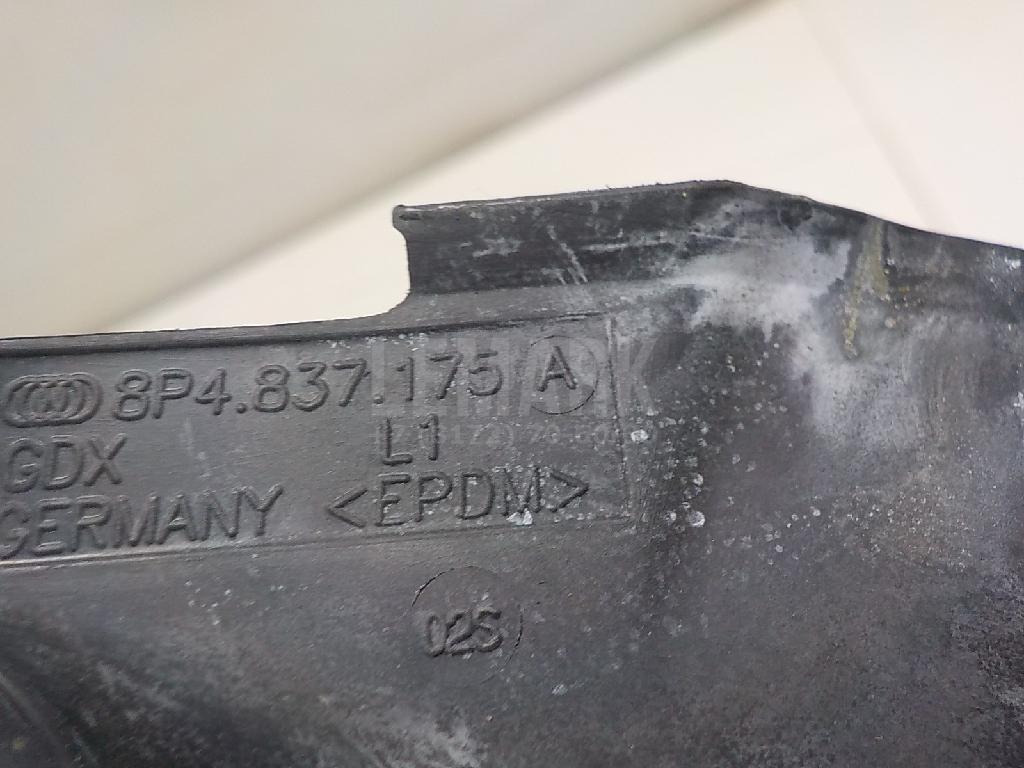 8P4.837.175 A
GDX L1
GERMANY <EPDM>
02S